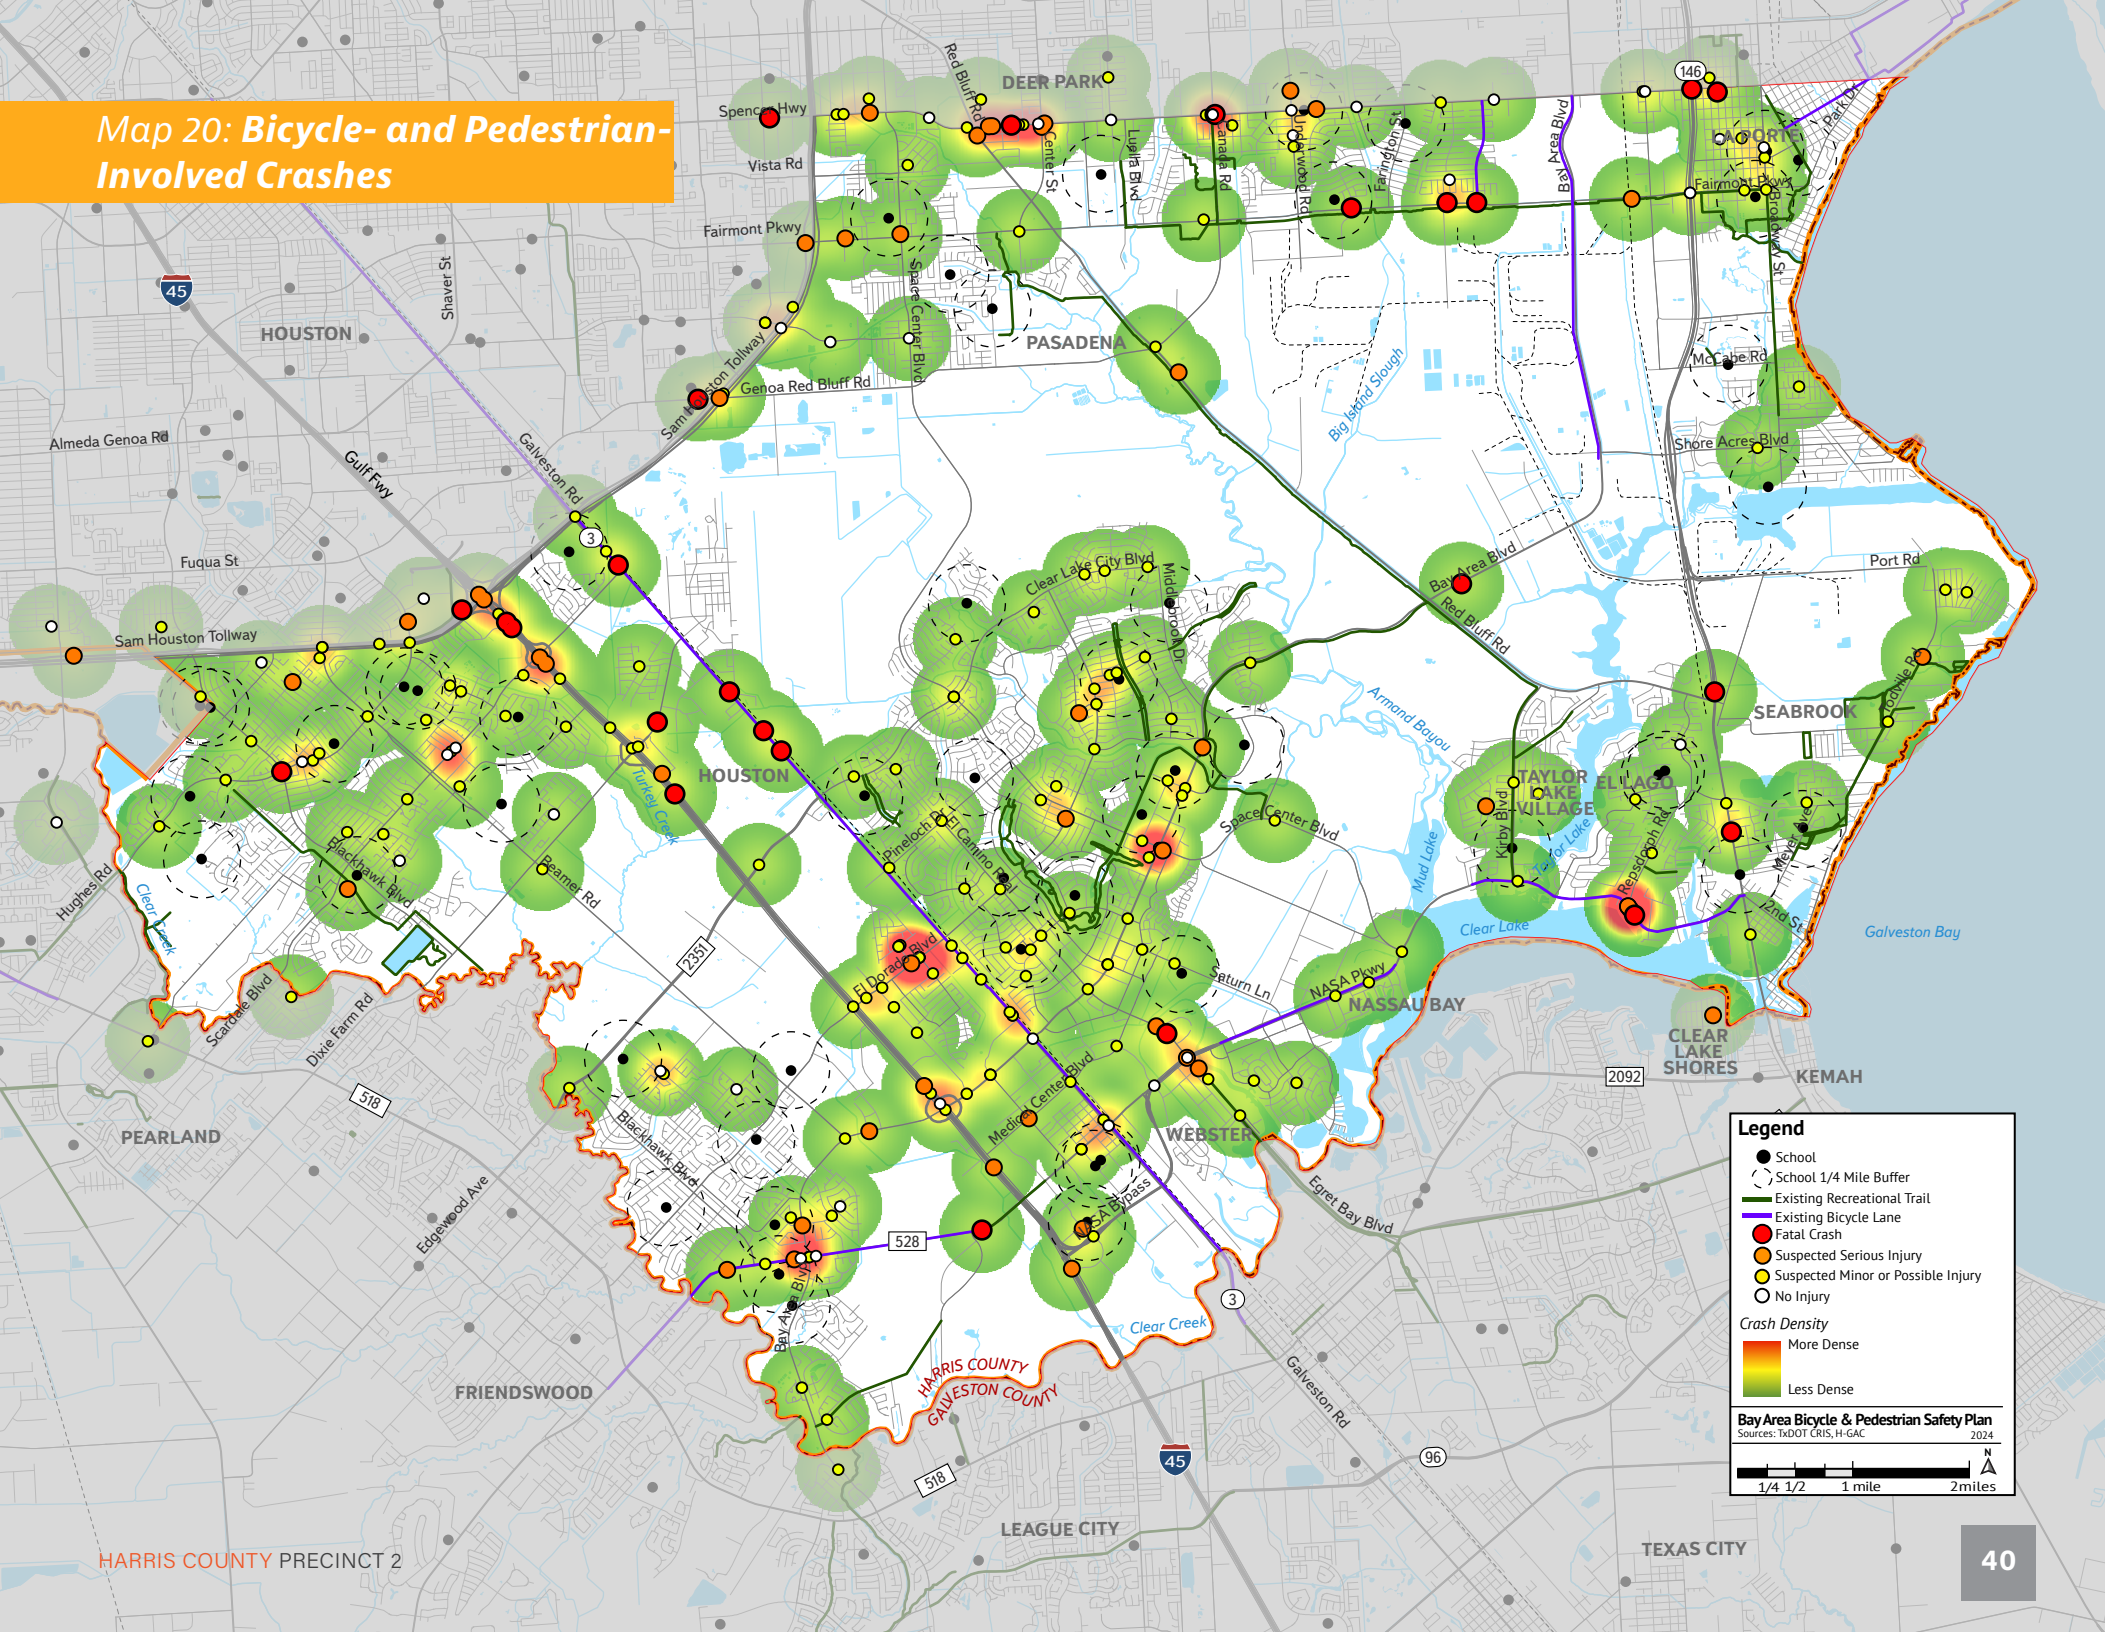 Map 20: Bicycle- and Pedestrian-
Involved Crashes
DEER PARK
Red Bluff Rd
146
Spencer Hwy
Park Dr
LA PORTE
Vista Rd
Center St
Luella Blvd
Canada Rd
Underwood Rd
Farrington St
Bay Area Blvd
Fairmont Pkwy
Broadway St
Fairmont Pkwy
Space Center Blvd
45
Shaver St
HOUSTON
PASADENA
Sam Houston Tollway
Genoa Red Bluff Rd
Big Island Slough
McCabe Rd
Almeda Genoa Rd
Galveston Rd
Gulf Fwy
Shore Acres Blvd
3
Fuqua St
Clear Lake City Blvd
Middlebrook Dr
Bay Area Blvd
Port Rd
Red Bluff Rd
Sam Houston Tollway
Todville Rd
Armand Bayou
SEABROOK
HOUSTON
Turkey Creek
TAYLOR
LAKE
VILLAGE
EL LAGO
Kirby Blvd
Taylor Lake
Space Center Blvd
Pineloch Dr
El Camino Real
Mud Lake
Repsdorph Rd
Meyer Ave
Blackhawk Blvd
Beamer Rd
Hughes Rd
Clear Creek
2nd St
Clear Lake
Galveston Bay
2351
El Dorado Blvd
Saturn Ln
NASA Pkwy
NASSAU BAY
Scarsdale Blvd
Dixie Farm Rd
CLEAR
LAKE
SHORES
KEMAH
2092
518
Medical Center Blvd
PEARLAND
Blackhawk Blvd
WEBSTER
Edgewood Ave
NASA Bypass
Egret Bay Blvd
528
Bay Area Blvd
3
Clear Creek
HARRIS COUNTY
GALVESTON COUNTY
FRIENDSWOOD
Galveston Rd
45
96
518
LEAGUE CITY
TEXAS CITY
Legend
School
School 1/4 Mile Buffer
Existing Recreational Trail
Existing Bicycle Lane
Fatal Crash
Suspected Serious Injury
Suspected Minor or Possible Injury
No Injury
Crash Density
More Dense
Less Dense
Bay Area Bicycle & Pedestrian Safety Plan
Sources: TxDOT CRIS, H-GAC 2024
N
1/4 1/2 1 mile 2miles
HARRIS COUNTY PRECINCT 2
40